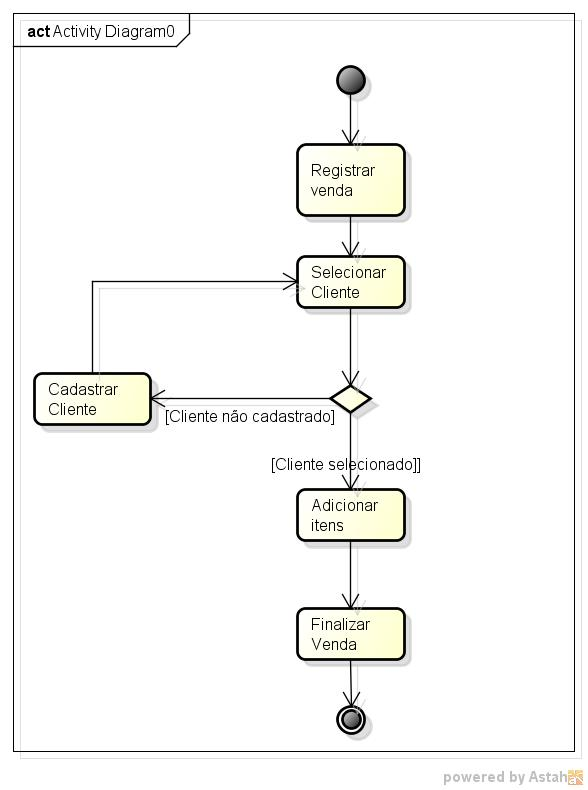 act Activity Diagram0
Registrar
venda
Selecionar
Cliente
Cadastrar
Cliente
[Cliente não cadastrado]
[Cliente selecionado]]
Adicionar
itens
Finalizar
Venda
powered by Astah